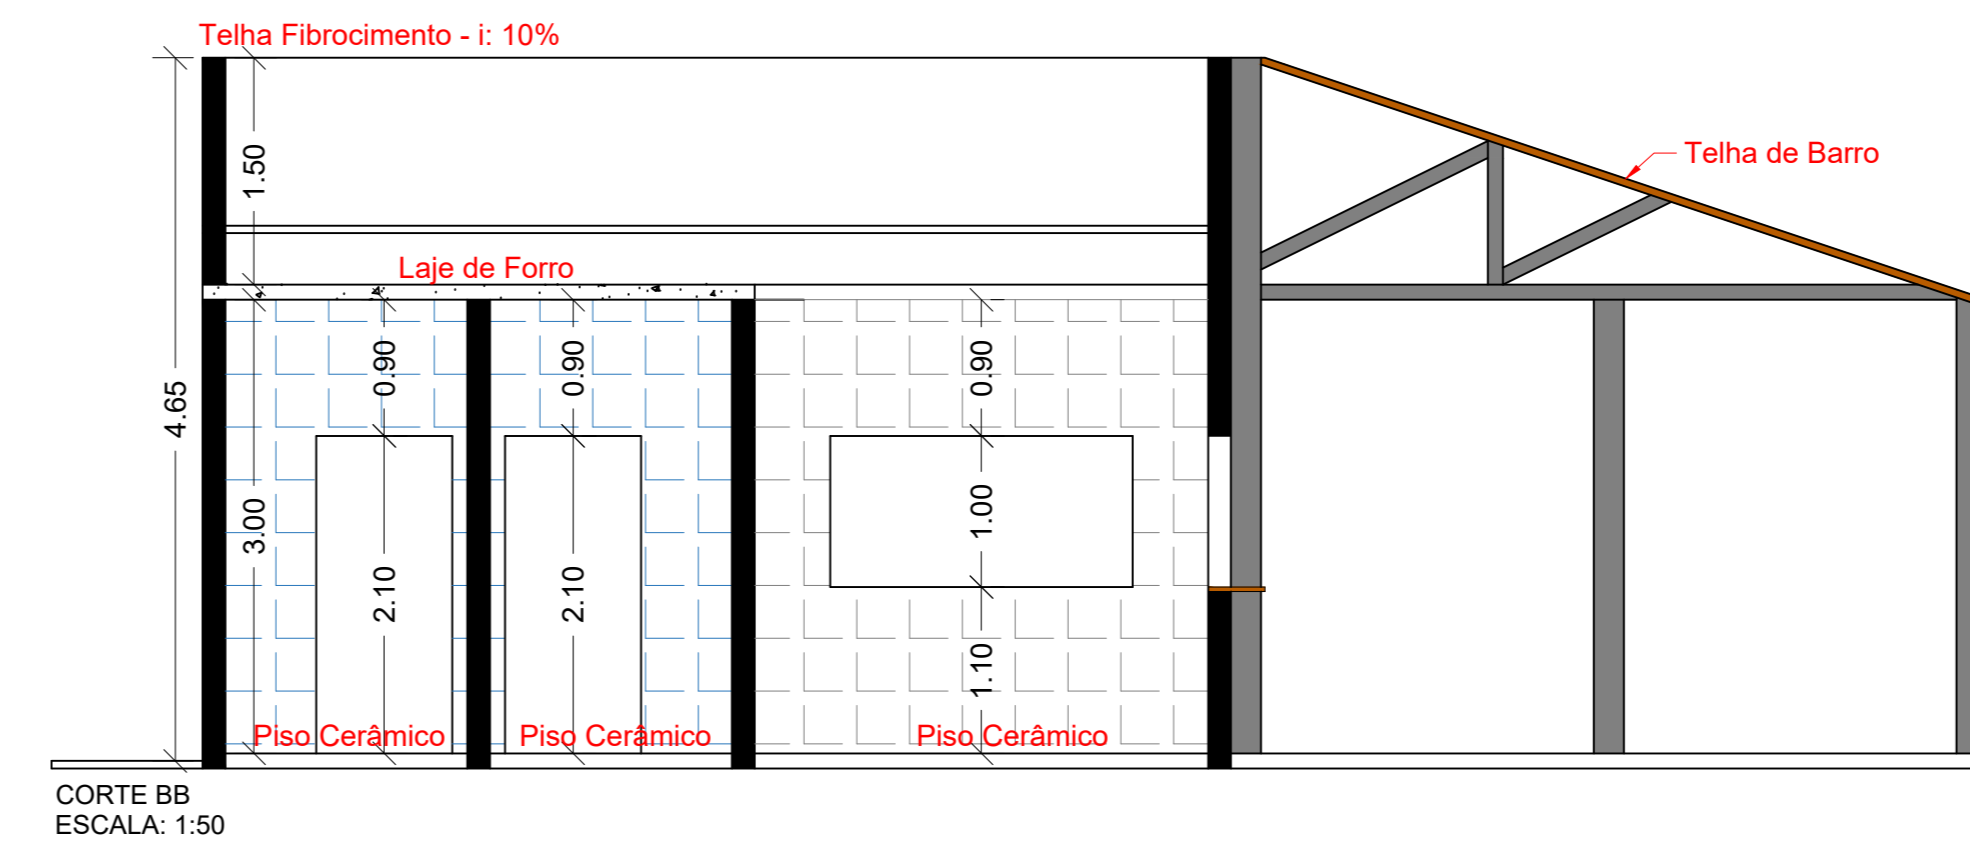 Telha Fibrocimento - i: 10%
1.50
Telha de Barro
Laje de Forro
4.65
0.90
0.90
0.90
3.00
1.00
2.10
2.10
1.10
Piso Cerâmico
Piso Cerâmico
Piso Cerâmico
CORTE BB
ESCALA: 1:50